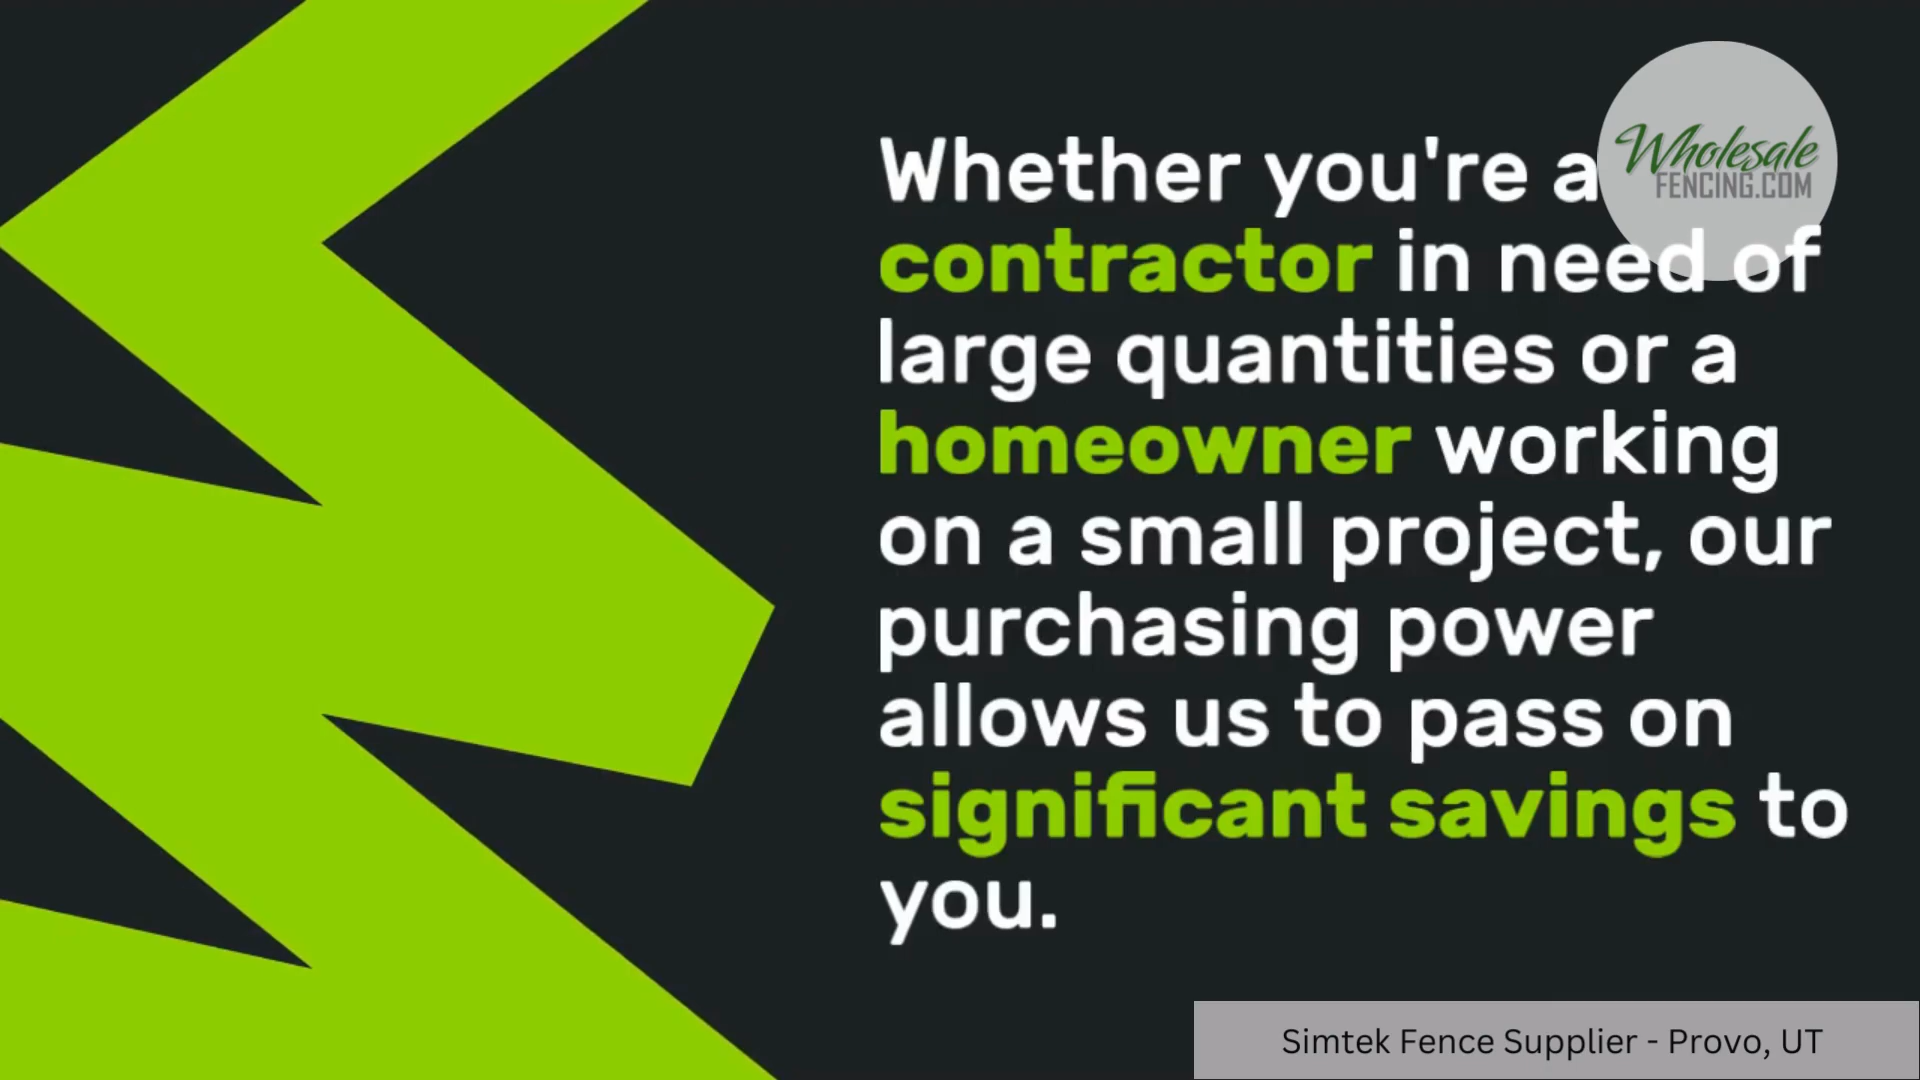 Whether you're a
Wholesale
FENCING.COM
contractor in need of
large quantities or a
homeowner working
on a small project, our
purchasing power
allows us to pass on
significant savings to
you.
Simtek Fence Supplier - Provo, UT